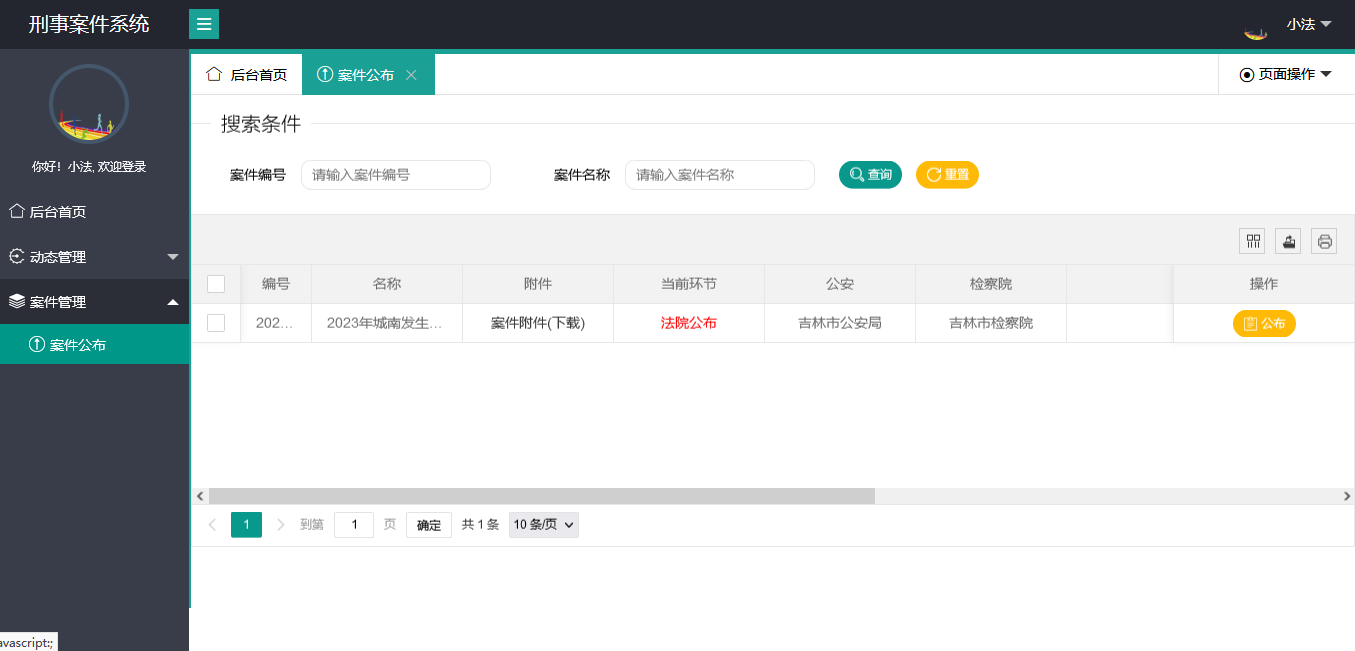 刑事案件系统
小法
你好！小法, 欢迎登录
后台首页
动态管理
案件管理
案件公布
后台首页 案件公布
页面操作
搜索条件
案件编号 请输入案件编号 案件名称 请输入案件名称 查询 重置
编号 名称 附件 当前环节 公安 检察院 操作
202... 2023年城南发生... 案件附件(下载) 法院公布 吉林市公安局 吉林市检察院 公布
1 到第 1 页 确定 共 1 条 10 条/页
avascript:;